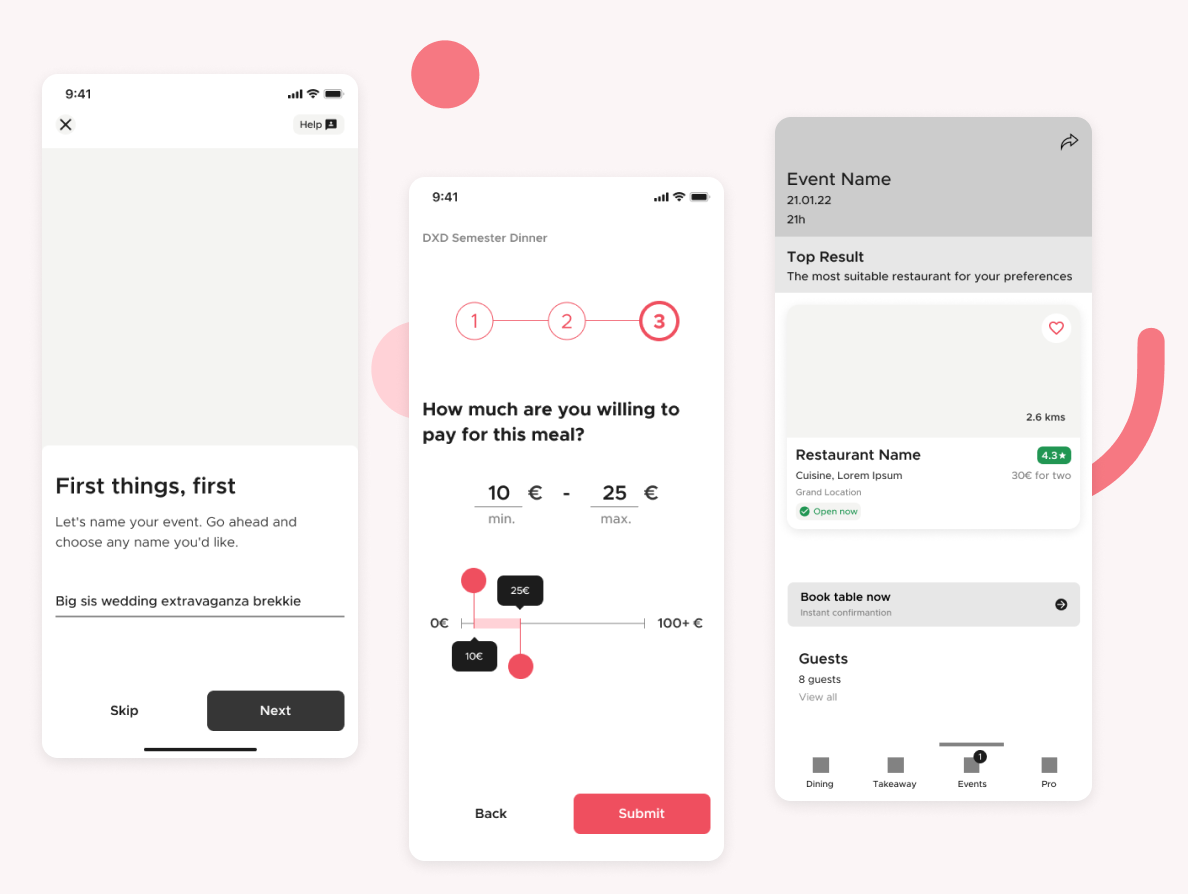 9:41
Help
First things, first
Let's name your event. Go ahead and
choose any name you'd like.
Big sis wedding extravaganza brekkie
Skip
Next
9:41
DXD Semester Dinner
1
2
3
How much are you willing to
pay for this meal?
10 € - 25 €
min.
max.
25€
0€
100+ €
10€
Back
Submit
Event Name
21.01.22
21h
Top Result
The most suitable restaurant for your preferences
2.6 kms
Restaurant Name
4.3★
Cuisine, Lorem Ipsum
30€ for two
Grand Location
Open now
Book table now
Instant confirmantion
Guests
8 guests
View all
1
Dining
Takeaway
Events
Pro